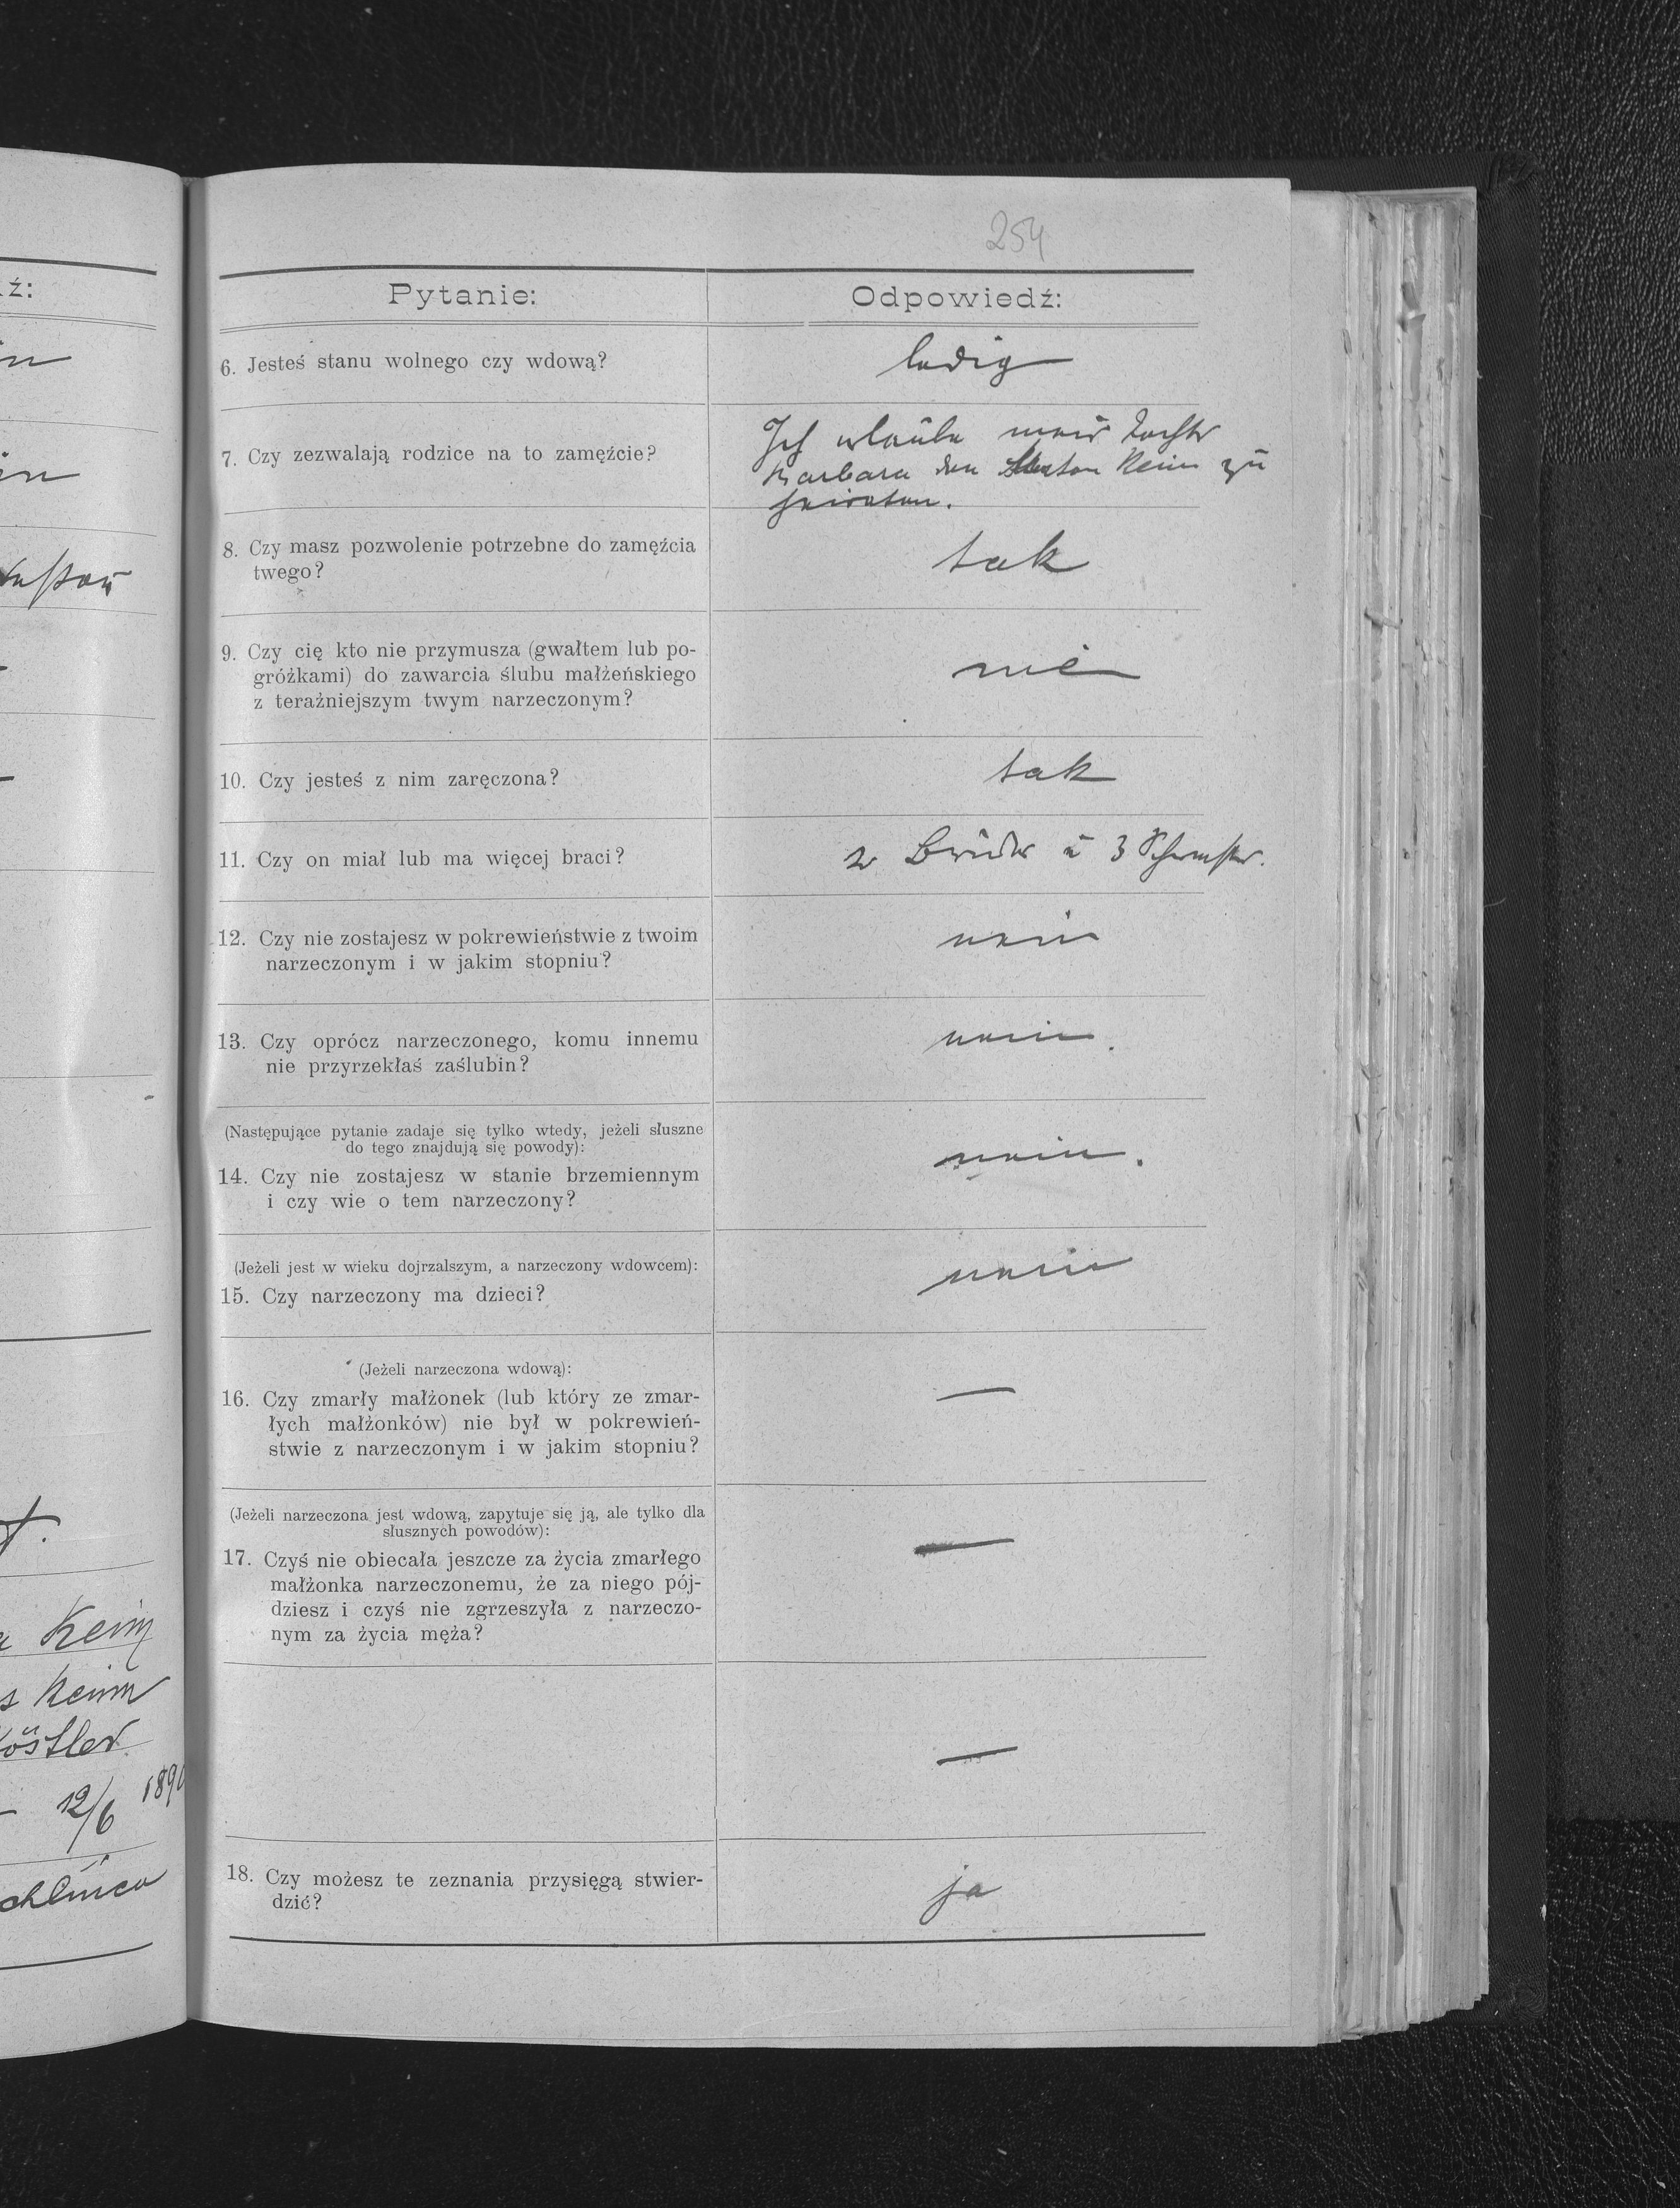 ź:
in
in
Keim
Keim
12/6 1890
254
Pytanie:
Odpowiedź:
6. Jesteś stanu wolnego czy wdową?
ledig
7. Czy zezwalają rodzice na to zamęźcie?
Ich erlaube mein Tochter
Barbara den Anton Keim zu
heiraten.
8. Czy masz pozwolenie potrzebne do zamęźcia
twego?
tak
9. Czy cię kto nie przymusza (gwałtem lub po-
gróżkami) do zawarcia ślubu małżeńskiego
z teraźniejszym twym narzeczonym?
nie
10. Czy jesteś z nim zaręczona?
tak
11. Czy on miał lub ma więcej braci?
2 Brüder u 3 Schwester.
12. Czy nie zostajesz w pokrewieństwie z twoim
narzeczonym i w jakim stopniu?
nein
13. Czy oprócz narzeczonego, komu innemu
nie przyrzekłaś zaślubin?
nein.
(Następujące pytanie zadaje się tylko wtedy, jeżeli słuszne
do tego znajdują się powody):
14. Czy nie zostajesz w stanie brzemiennym
i czy wie o tem narzeczony?
nein.
(Jeżeli jest w wieku dojrzalszym, a narzeczony wdowcem):
15. Czy narzeczony ma dzieci?
nein
(Jeżeli narzeczona wdową):
16. Czy zmarły małżonek (lub który ze zmar-
łych małżonków) nie był w pokrewień-
stwie z narzeczonym i w jakim stopniu?
—
(Jeżeli narzeczona jest wdową, zapytuje się ją, ale tylko dla
słusznych powodów):
17. Czyś nie obiecała jeszcze za życia zmarłego
małżonka narzeczonemu, że za niego pój-
dziesz i czyś nie zgrzeszyła z narzeczo-
nym za życia męża?
—
—
18. Czy możesz te zeznania przysięgą stwier-
dzić?
ja